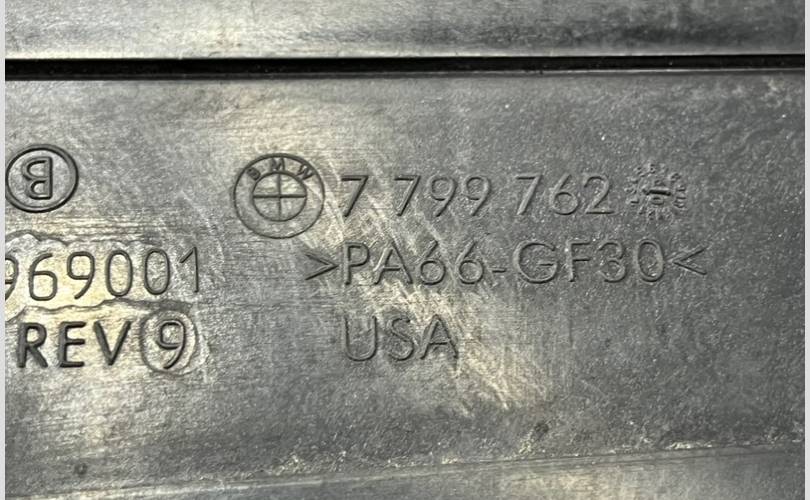 B
BMW 7 799 762
969001 >PA66-GF30<
REV 9 USA